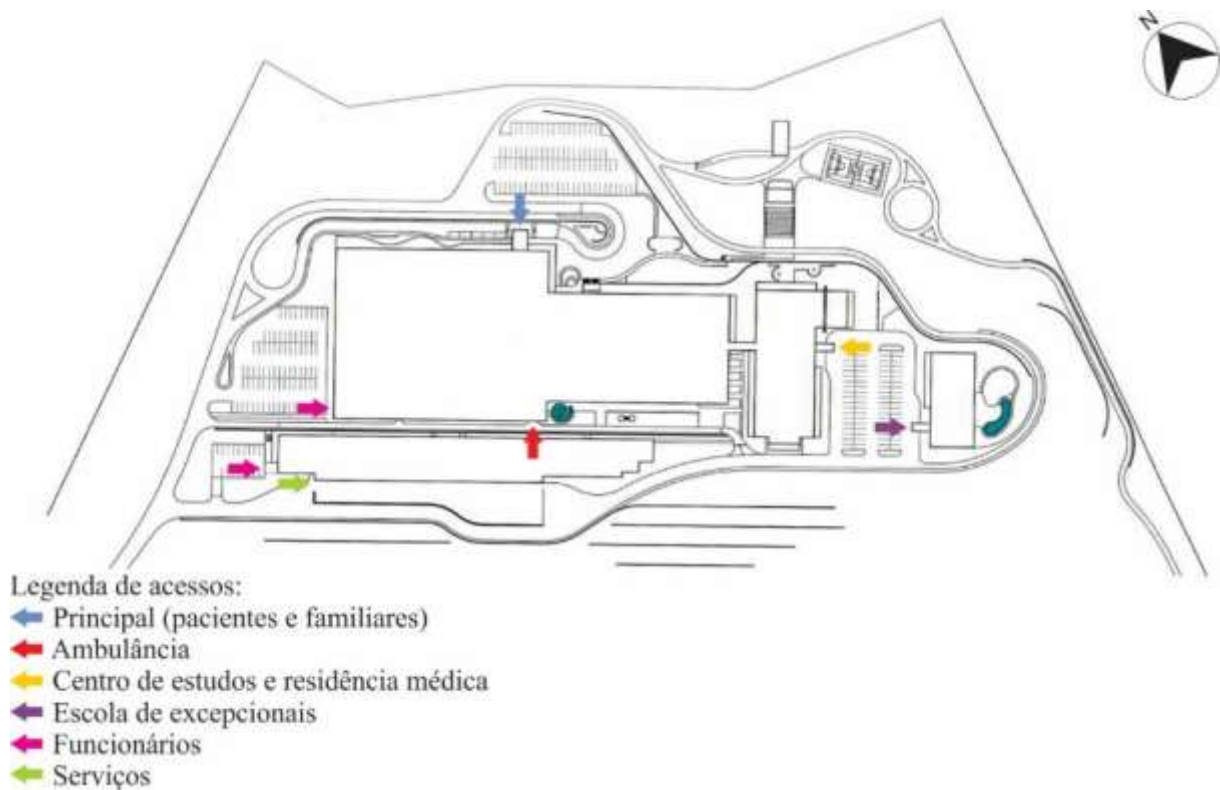 N
Legenda de acessos:
Principal (pacientes e familiares)
Ambulância
Centro de estudos e residência médica
Escola de excepcionais
Funcionários
Serviços